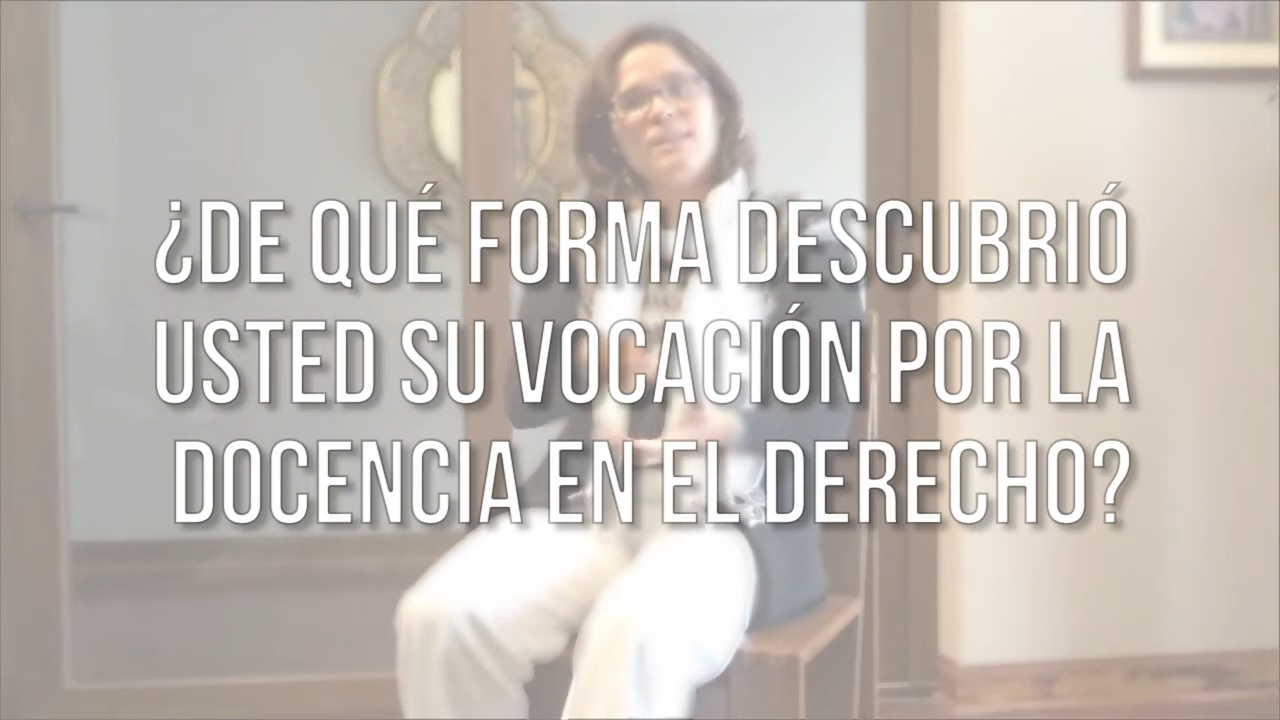 ¿DE QUÉ FORMA DESCUBRIÓ
USTED SU VOCACIÓN POR LA
DOCENCIA EN EL DERECHO?